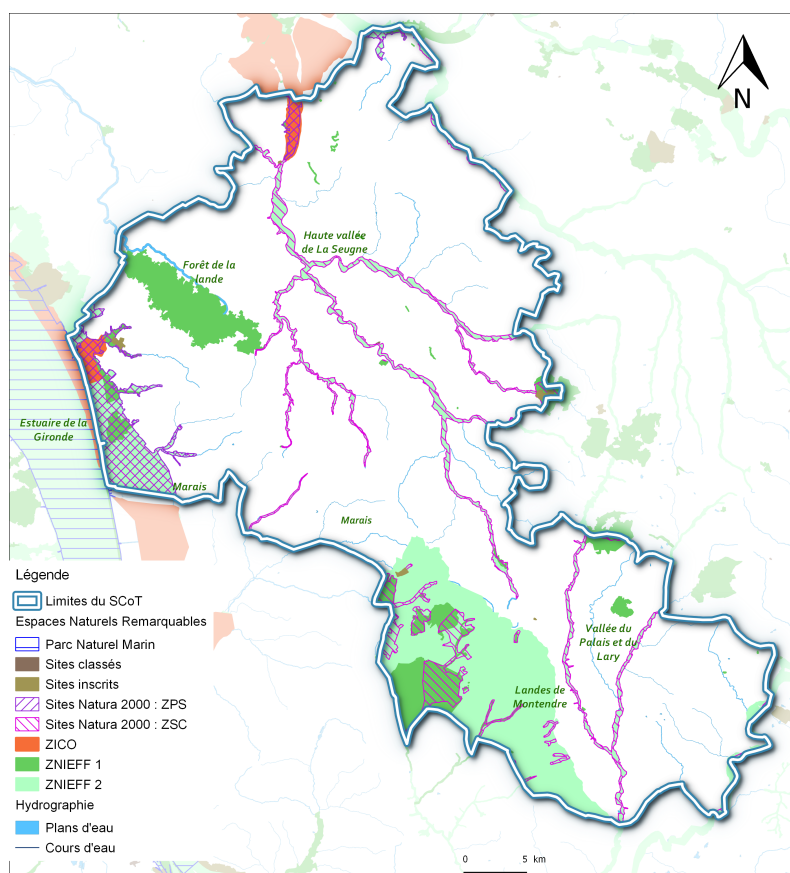 N
Haute vallée
de La Seugne
Forêt de la
lande
Estuaire de la
Gironde
Marais
Marais
Vallée du
Palais et du
Lary
Landes de
Montendre
Légende
Limites du SCoT
Espaces Naturels Remarquables
Parc Naturel Marin
Sites classés
Sites inscrits
Sites Natura 2000 : ZPS
Sites Natura 2000 : ZSC
ZICO
ZNIEFF 1
ZNIEFF 2
Hydrographie
Plans d'eau
Cours d'eau
0 5 km